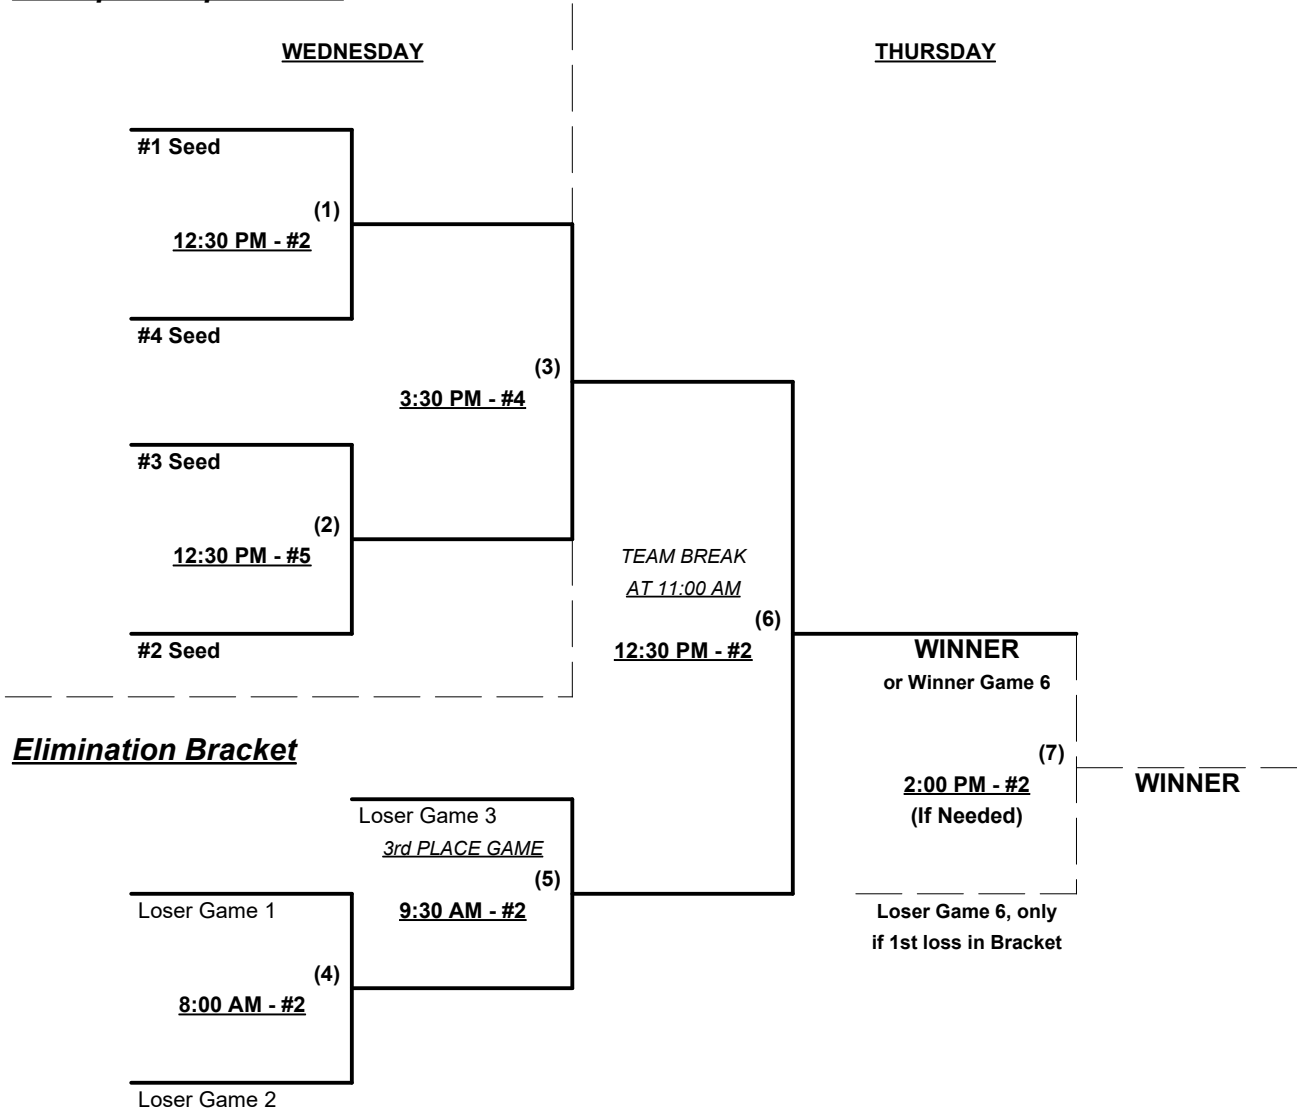 WEDNESDAY
THURSDAY
#1 Seed
(1)
12:30 PM - #2
#4 Seed
(3)
3:30 PM - #4
#3 Seed
(2)
12:30 PM - #5
#2 Seed
TEAM BREAK
AT 11:00 AM
(6)
12:30 PM - #2
WINNER
or Winner Game 6
(7)
2:00 PM - #2
(If Needed)
WINNER
Loser Game 6, only
if 1st loss in Bracket
Elimination Bracket
Loser Game 3
3rd PLACE GAME
(5)
9:30 AM - #2
Loser Game 1
(4)
8:00 AM - #2
Loser Game 2